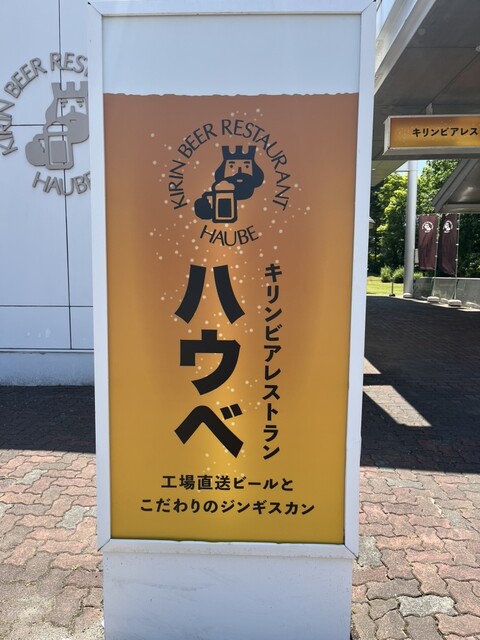 KIRIN BEER RESTAURANT
HAUBE
キリンビアレストラン
ハウベ
工場直送ビールと
こだわりのジンギスカン
KIRIN BEER RESTA
HAUBE
キリンビアレス